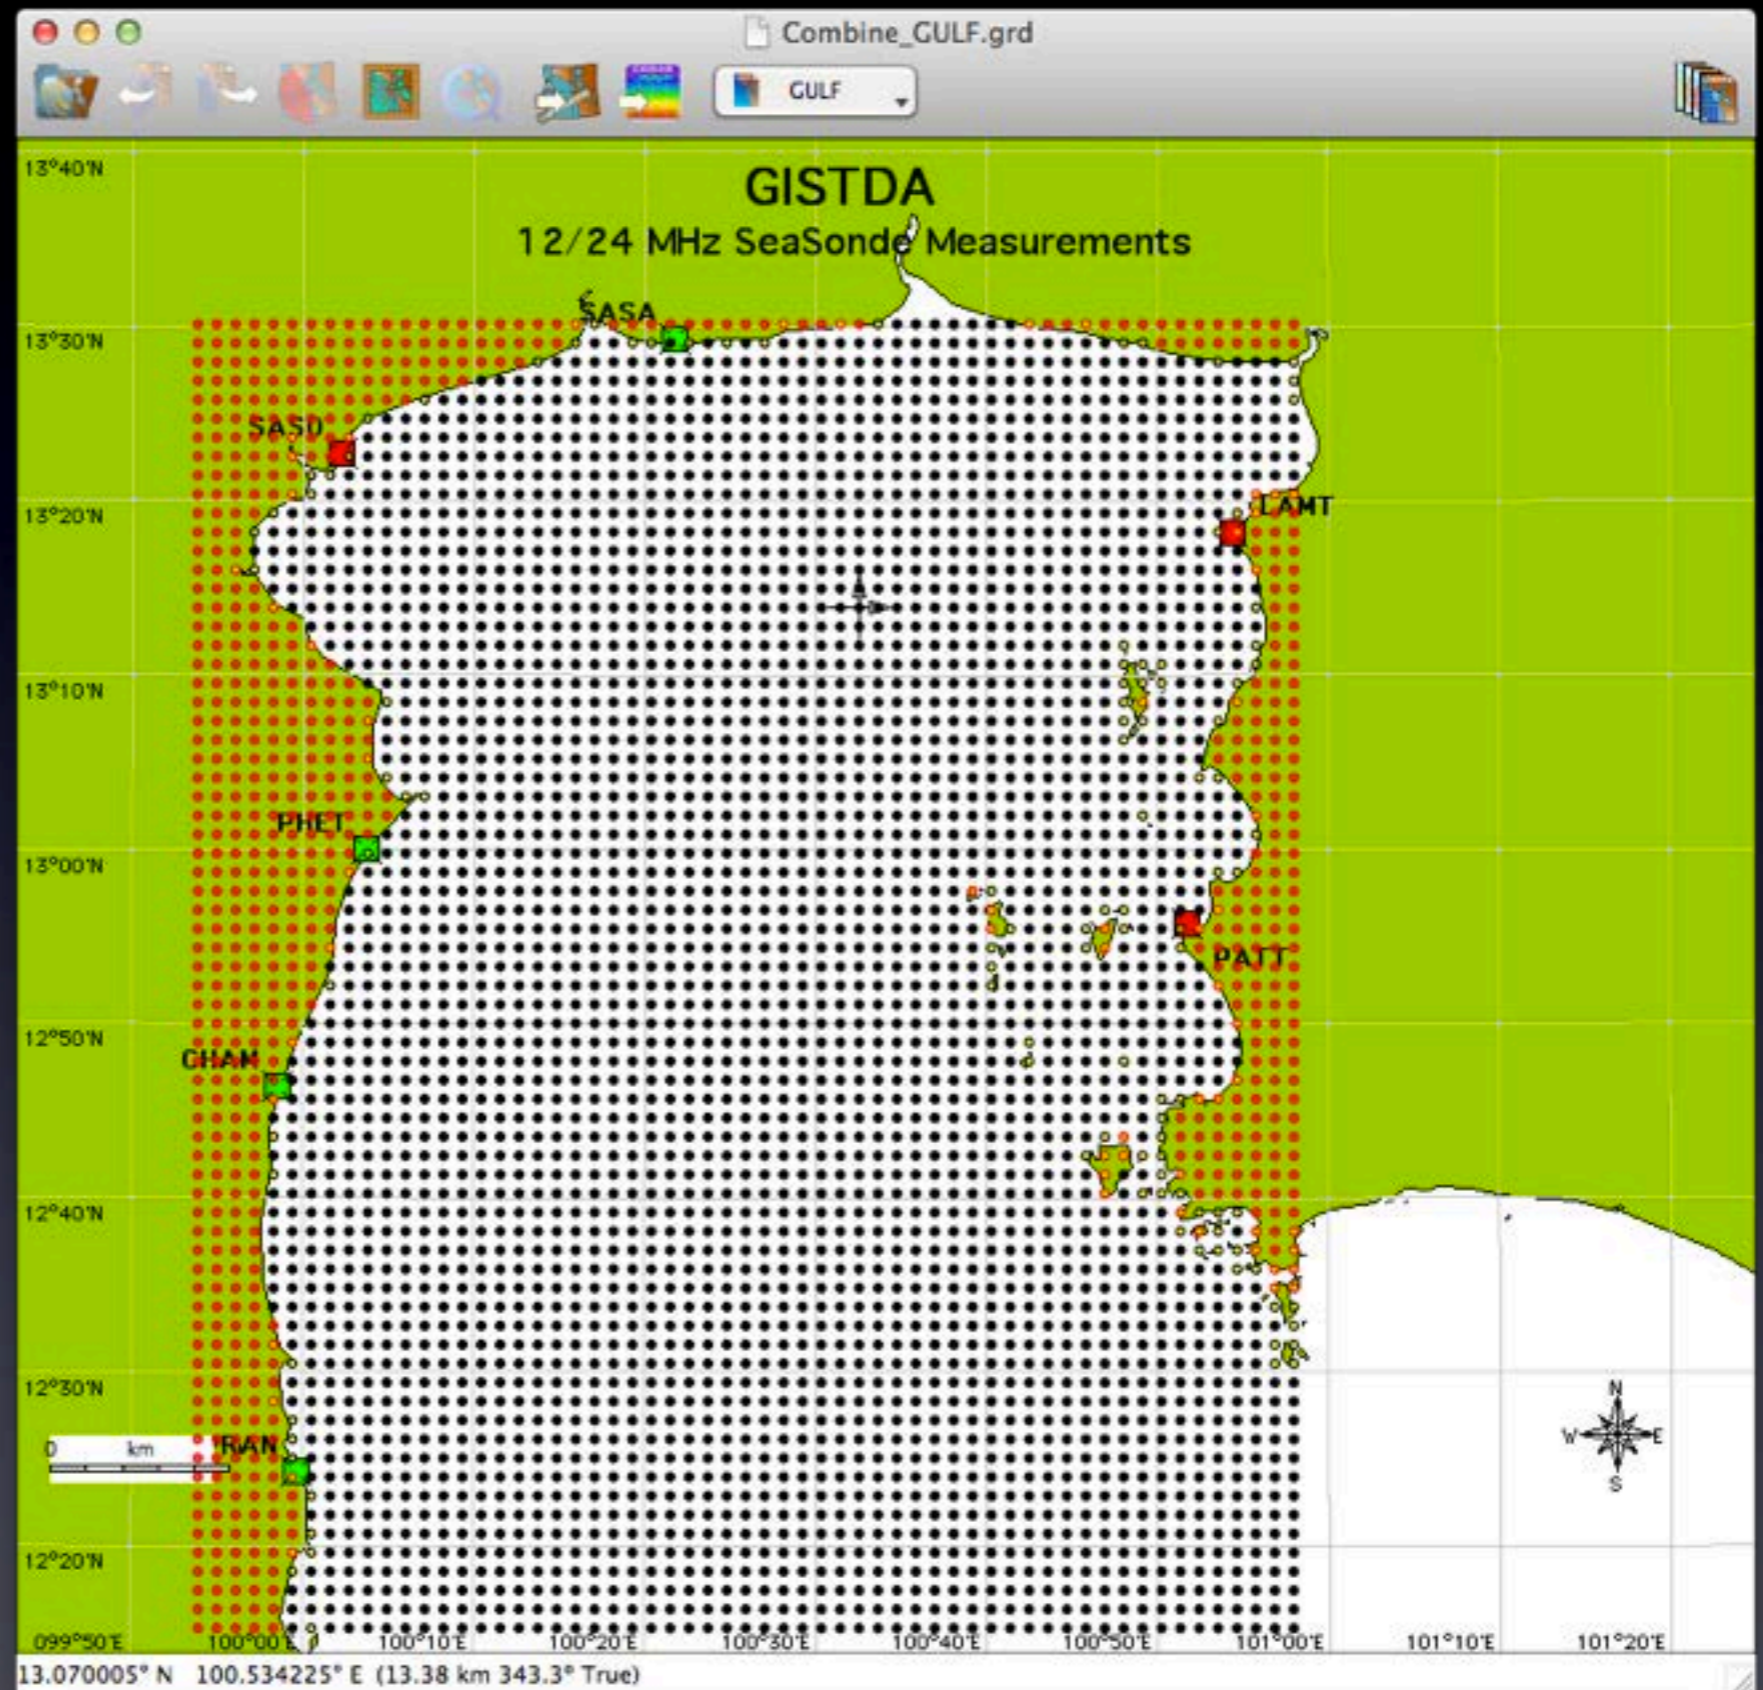 Combine_GULF.grd
GULF
GISTDA
12/24 MHz SeaSonde Measurements
13°40'N
SASA
13°30'N
SASD
13°20'N
LAMT
13°10'N
PHET
13°00'N
PATT
12°50'N
CHAM
12°40'N
12°30'N
N
W E
S
0 km
PRAN
12°20'N
099°50'E 100°00'E 100°10'E 100°20'E 100°30'E 100°40'E 100°50'E 101°00'E 101°10'E 101°20'E
13.070005° N 100.534225° E (13.38 km 343.3° True)